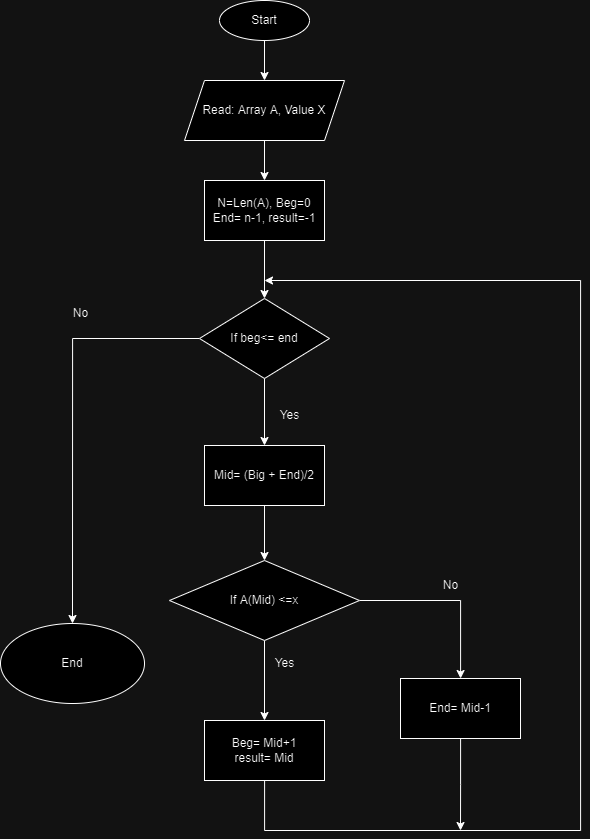 Start
Read: Array A, Value X
N=Len(A), Beg=0
End= n-1, result=-1
No
If beg<= end
Yes
Mid= (Big + End)/2
If A(Mid) <=x
No
End
Yes
End= Mid-1
Beg= Mid+1
result= Mid